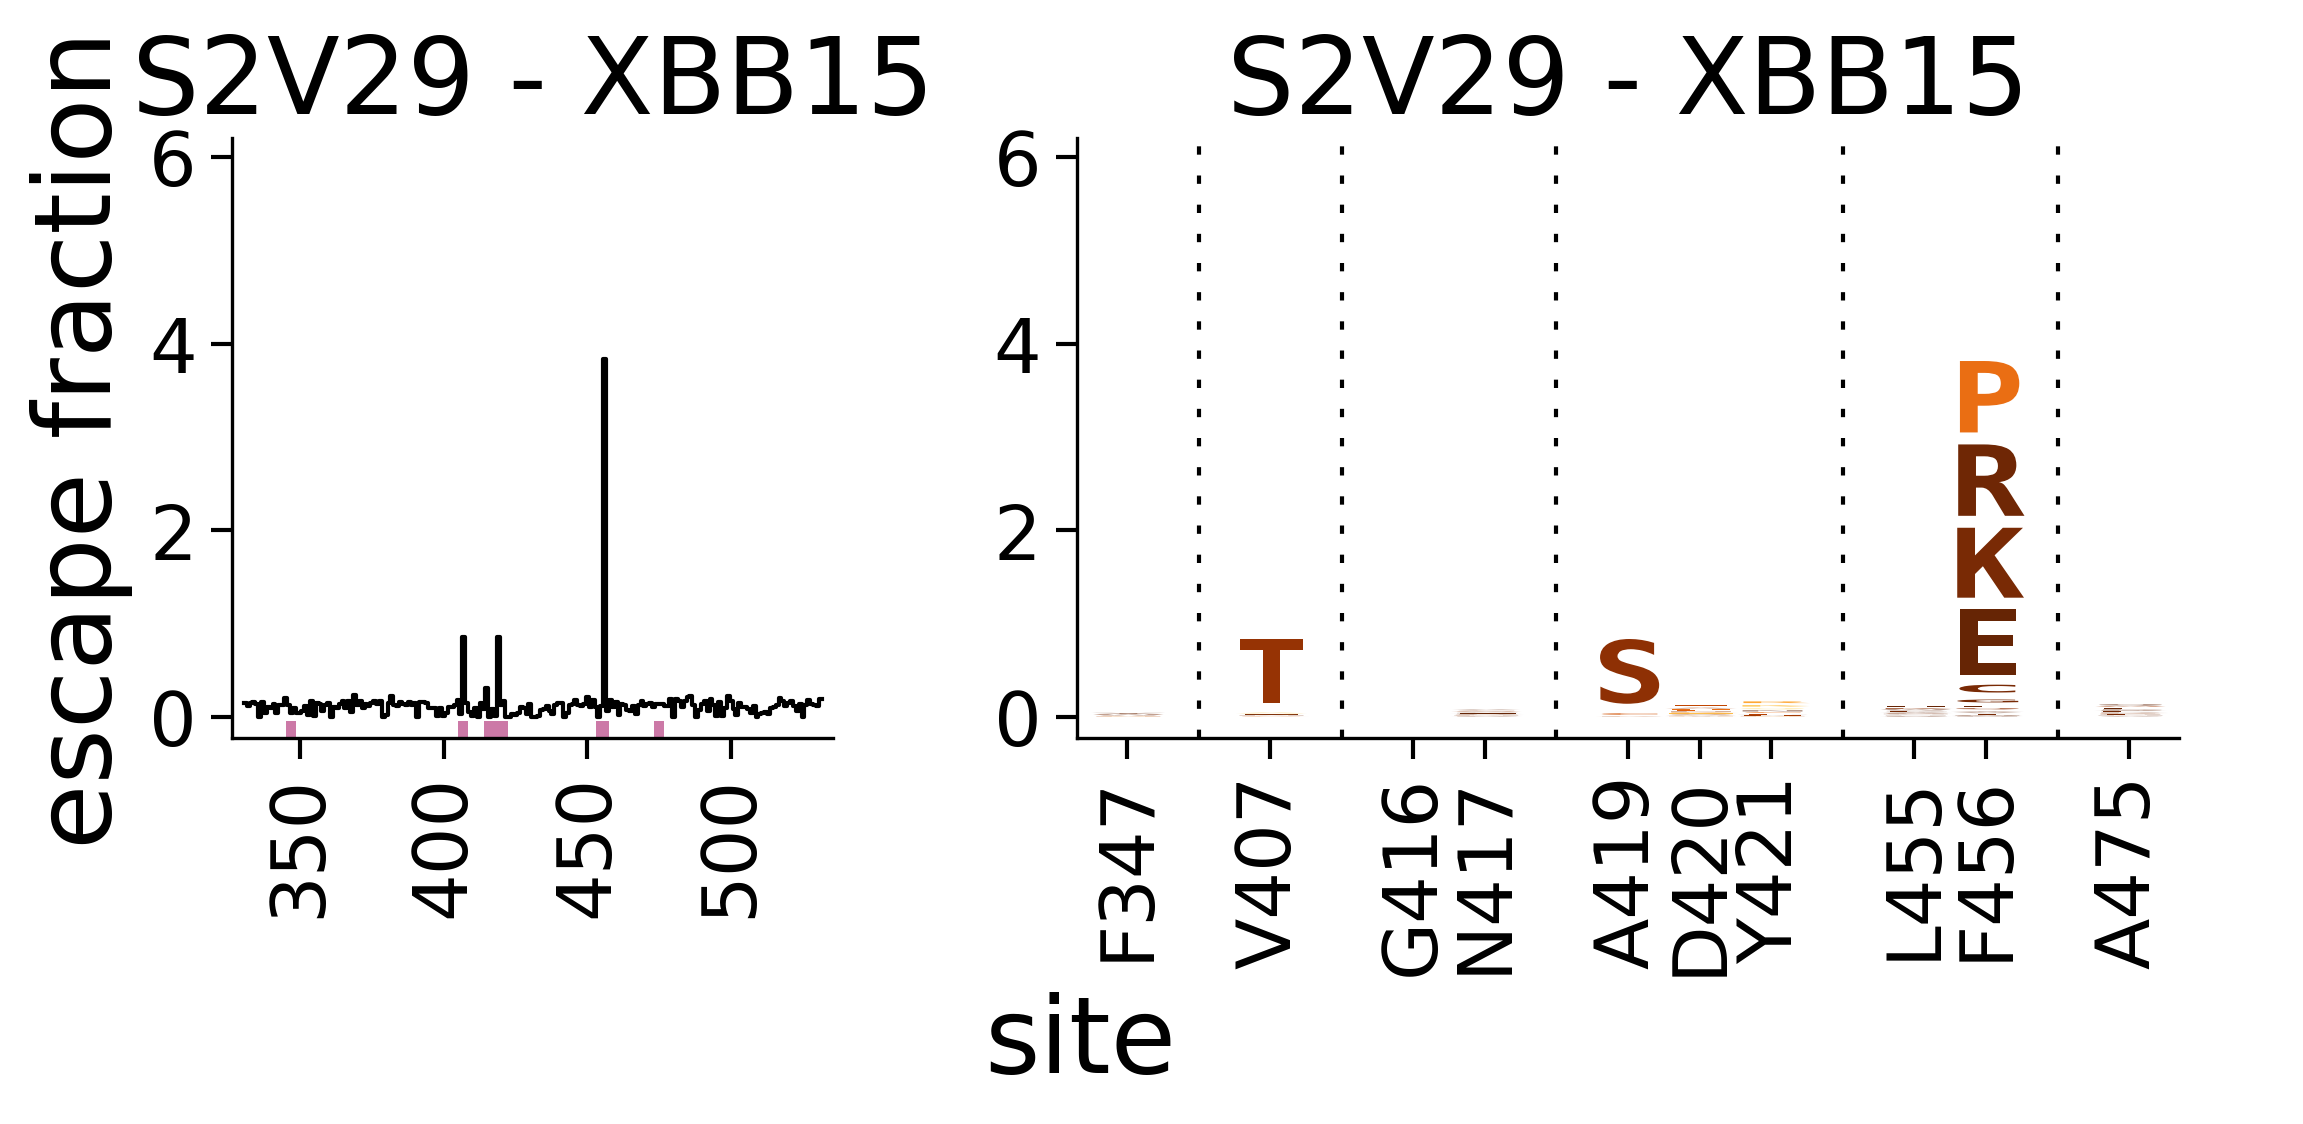 S2V29 - XBB15
S2V29 - XBB15
escape fraction
6
4
2
0
350
400
450
500
6
4
2
0
T
S
P
R
K
E
F347
V407
G416
N417
A419
D420
Y421
L455
F456
A475
site